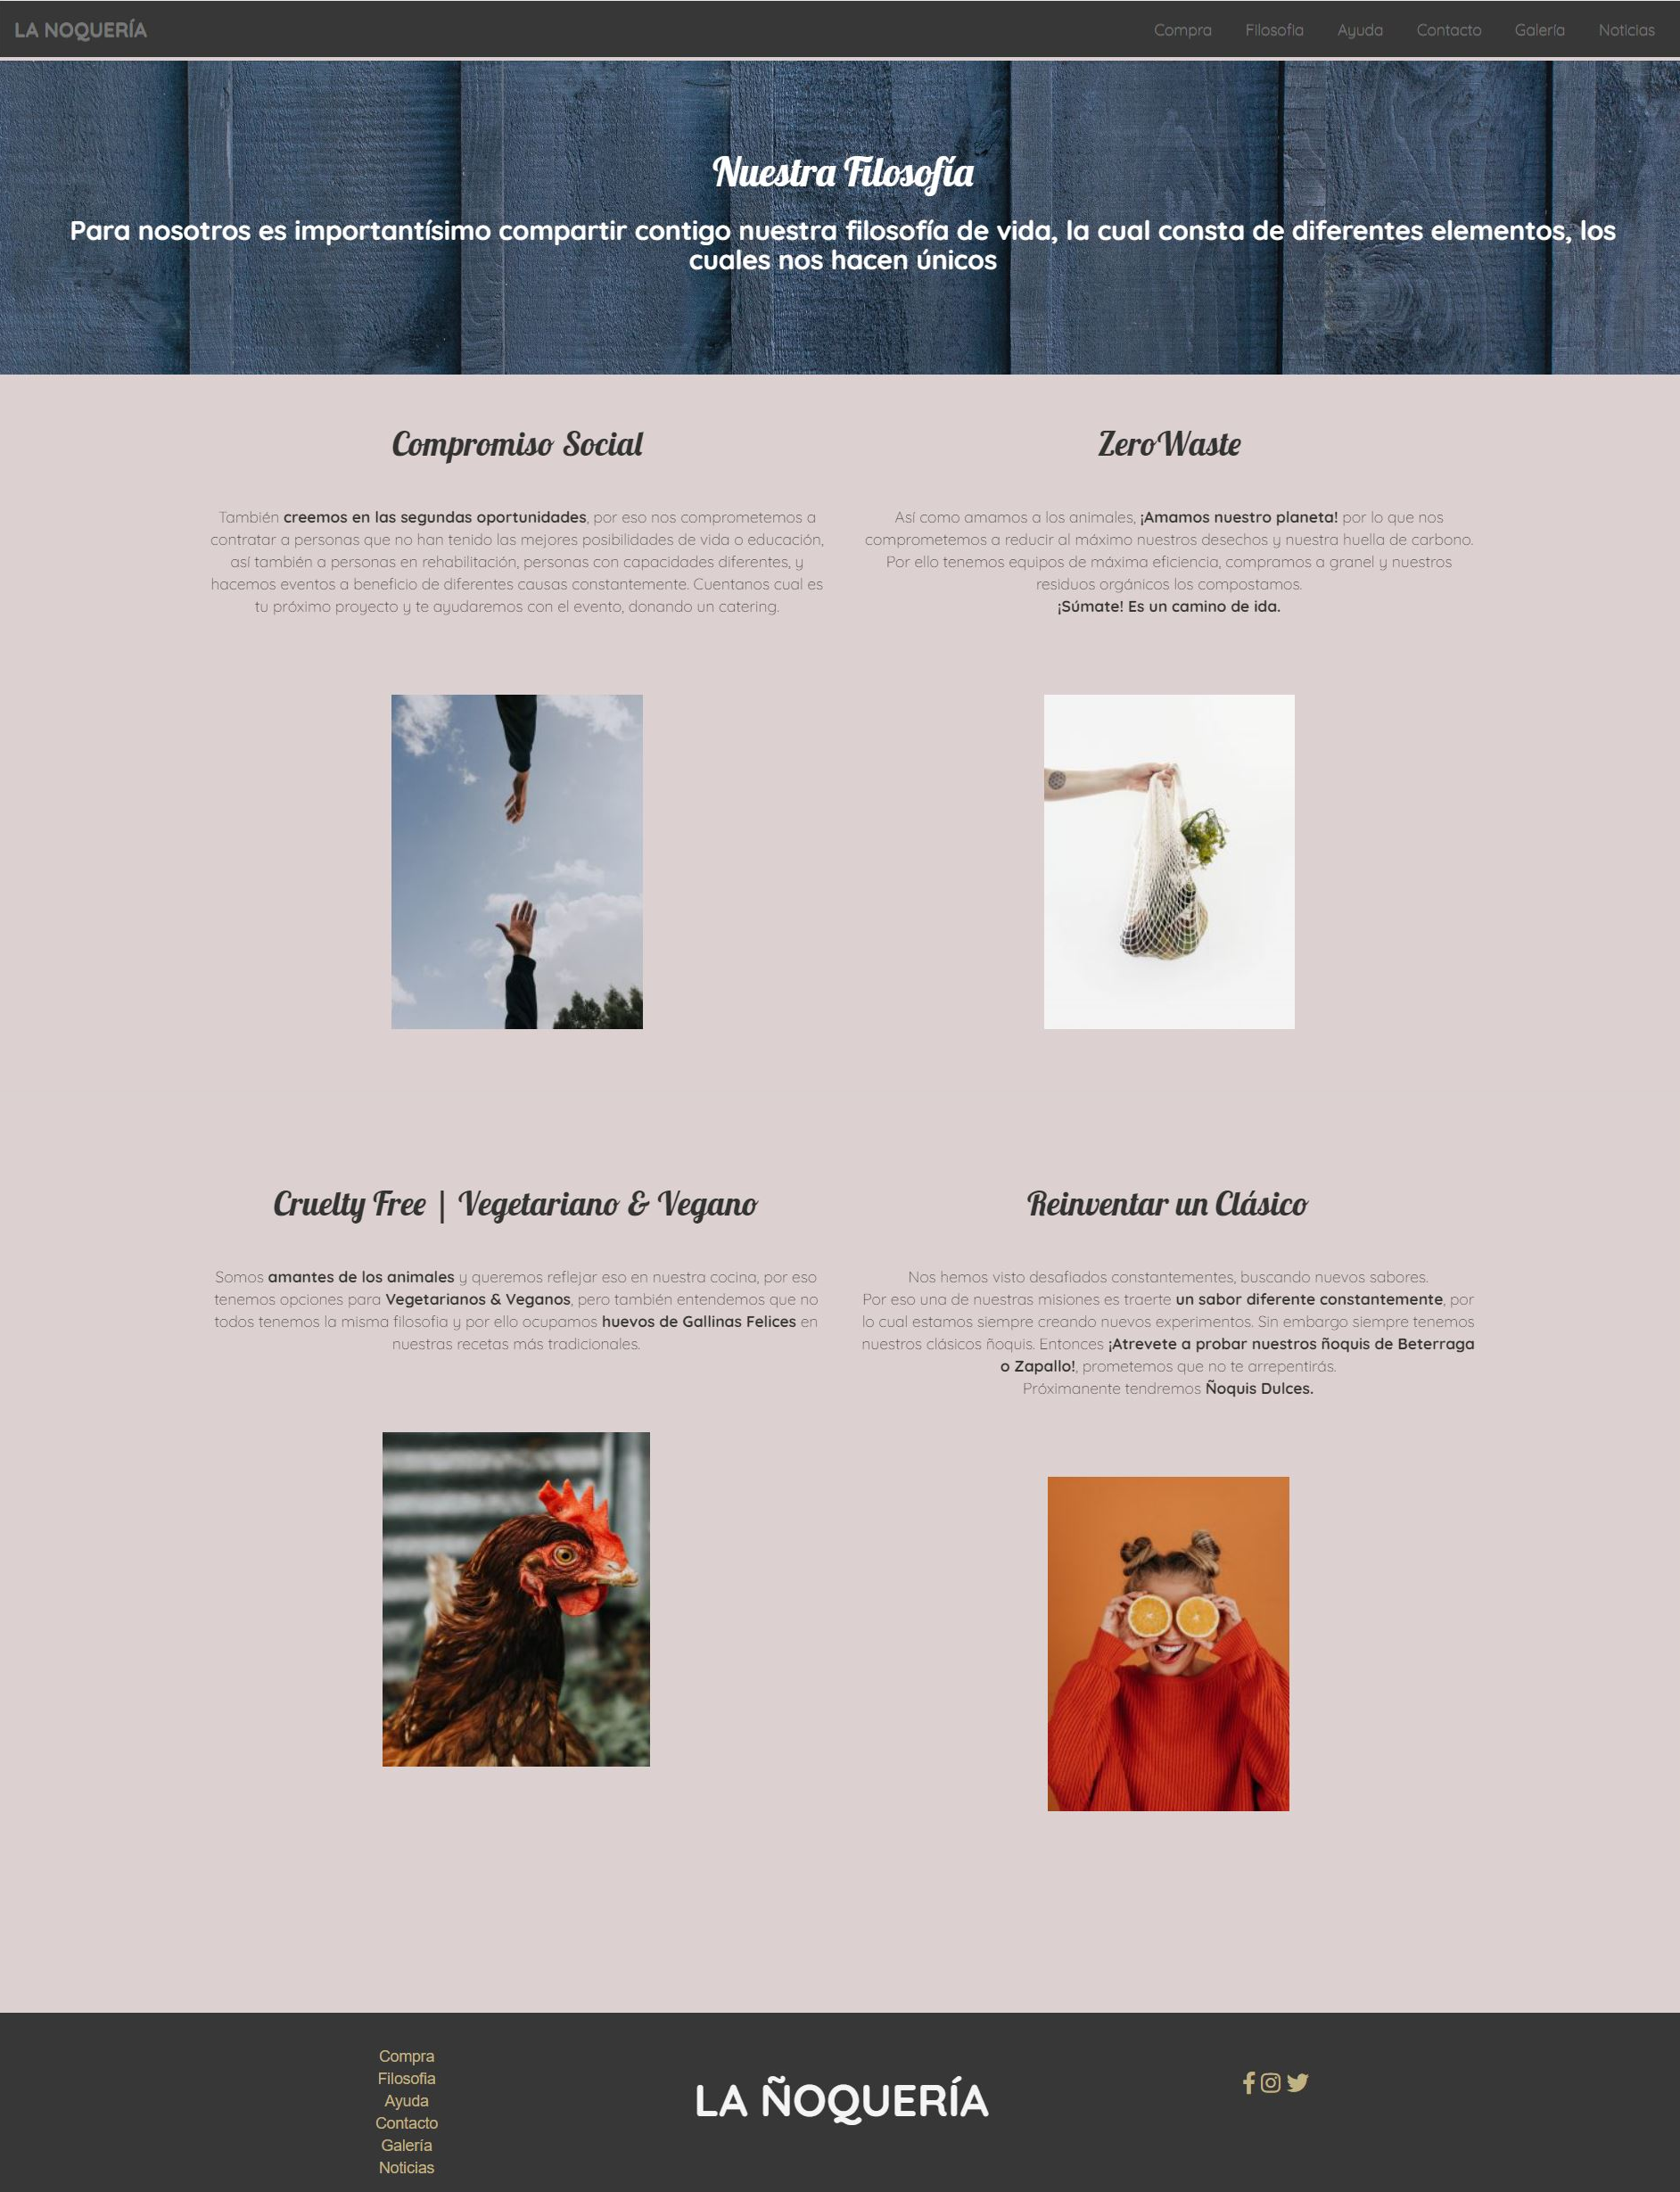 LA NOQUERÍA
Compra Filosofia Ayuda Contacto Galería Noticias
Nuestra Filosofía
Para nosotros es importantísimo compartir contigo nuestra filosofía de vida, la cual consta de diferentes elementos, los
cuales nos hacen únicos
Compromiso Social
También creemos en las segundas oportunidades, por eso nos comprometemos a
contratar a personas que no han tenido las mejores posibilidades de vida o educación,
así también a personas en rehabilitación, personas con capacidades diferentes, y
hacemos eventos a beneficio de diferentes causas constantemente. Cuentanos cual es
tu próximo proyecto y te ayudaremos con el evento, donando un catering.
ZeroWaste
Así como amamos a los animales, ¡Amamos nuestro planeta! por lo que nos
comprometemos a reducir al máximo nuestros desechos y nuestra huella de carbono.
Por ello tenemos equipos de máxima eficiencia, compramos a granel y nuestros
residuos orgánicos los compostamos.
¡Súmate! Es un camino de ida.
Cruelty Free | Vegetariano & Vegano
Somos amantes de los animales y queremos reflejar eso en nuestra cocina, por eso
tenemos opciones para Vegetarianos & Veganos, pero también entendemos que no
todos tenemos la misma filosofia y por ello ocupamos huevos de Gallinas Felices en
nuestras recetas más tradicionales.
Reinventar un Clásico
Nos hemos visto desafiados constantementes, buscando nuevos sabores.
Por eso una de nuestras misiones es traerte un sabor diferente constantemente, por
lo cual estamos siempre creando nuevos experimentos. Sin embargo siempre tenemos
nuestros clásicos ñoquis. Entonces ¡Atrevete a probar nuestros ñoquis de Beterraga
o Zapallo!, prometemos que no te arrepentirás.
Próximanente tendremos Ñoquis Dulces.
Compra
Filosofia
Ayuda
Contacto
Galería
Noticias
LA ÑOQUERÍA